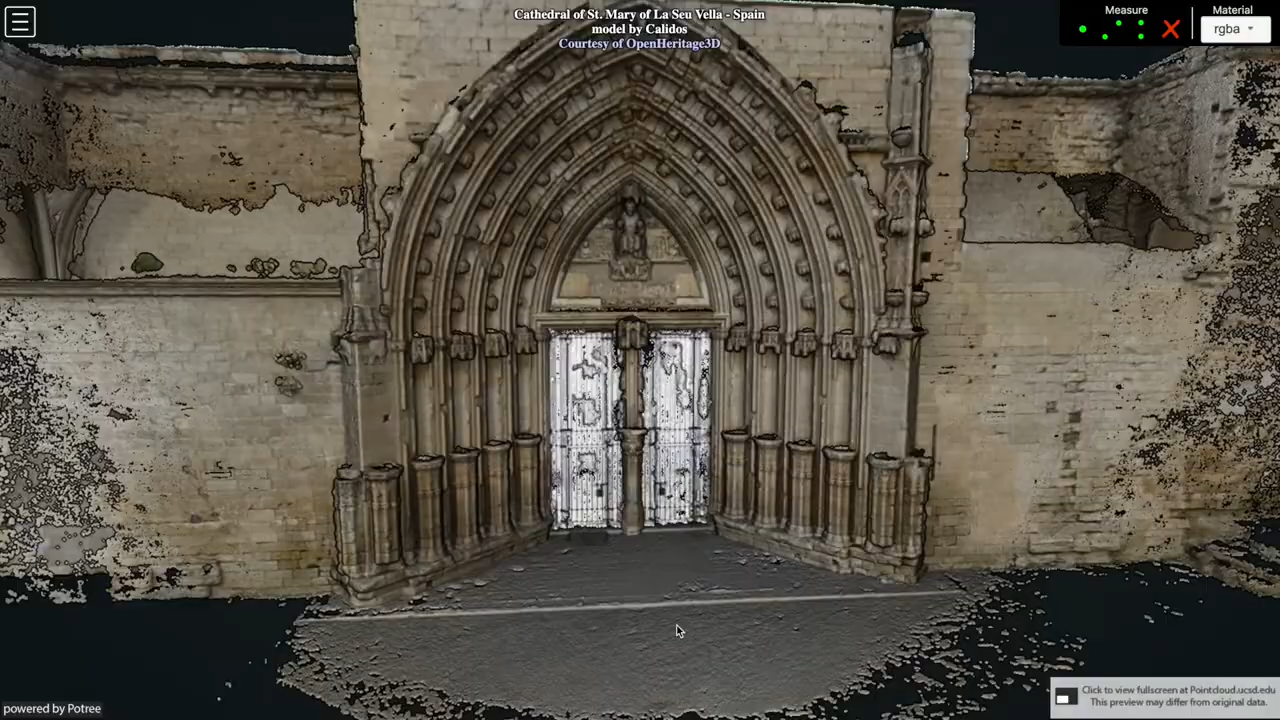 Cathedral of St. Mary of La Seu Vella - Spain
model by Calidos
Courtesy of OpenHeritage3D
Measure
Material
rgba
powered by Potree
Click to view fullscreen at Pointcloud.ucsd.edu
This preview may differ from original data.